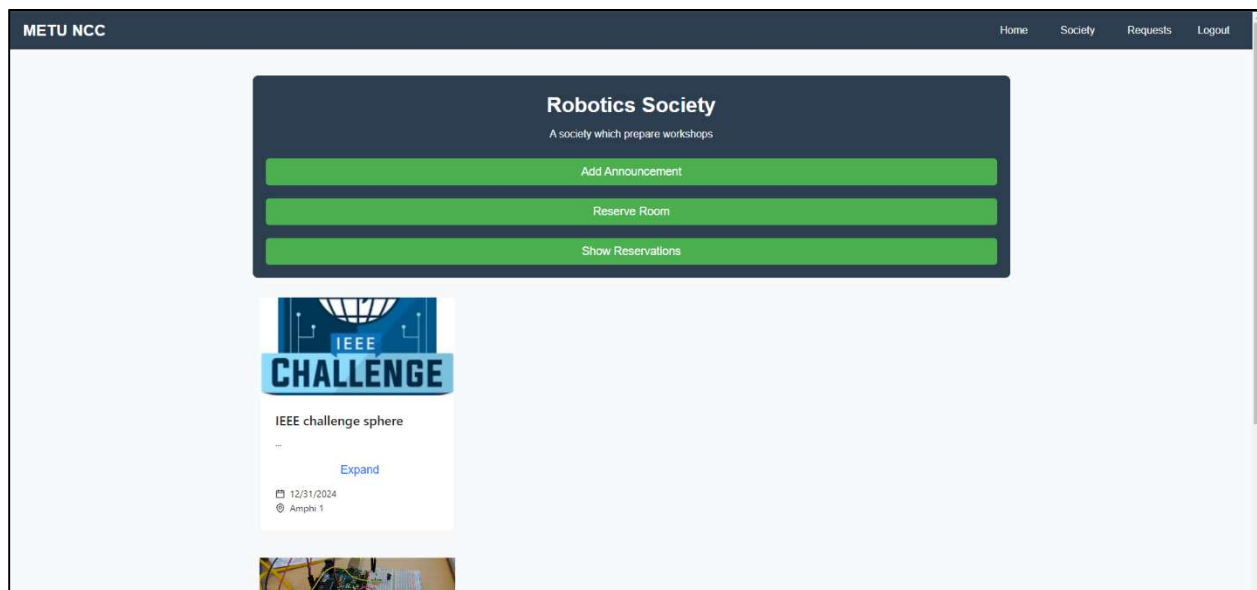 METU NCC
Home Society Requests Logout
Robotics Society
A society which prepare workshops
Add Announcement
Reserve Room
Show Reservations
IEEE
CHALLENGE
IEEE challenge sphere
...
Expand
12/31/2024
Amphi 1